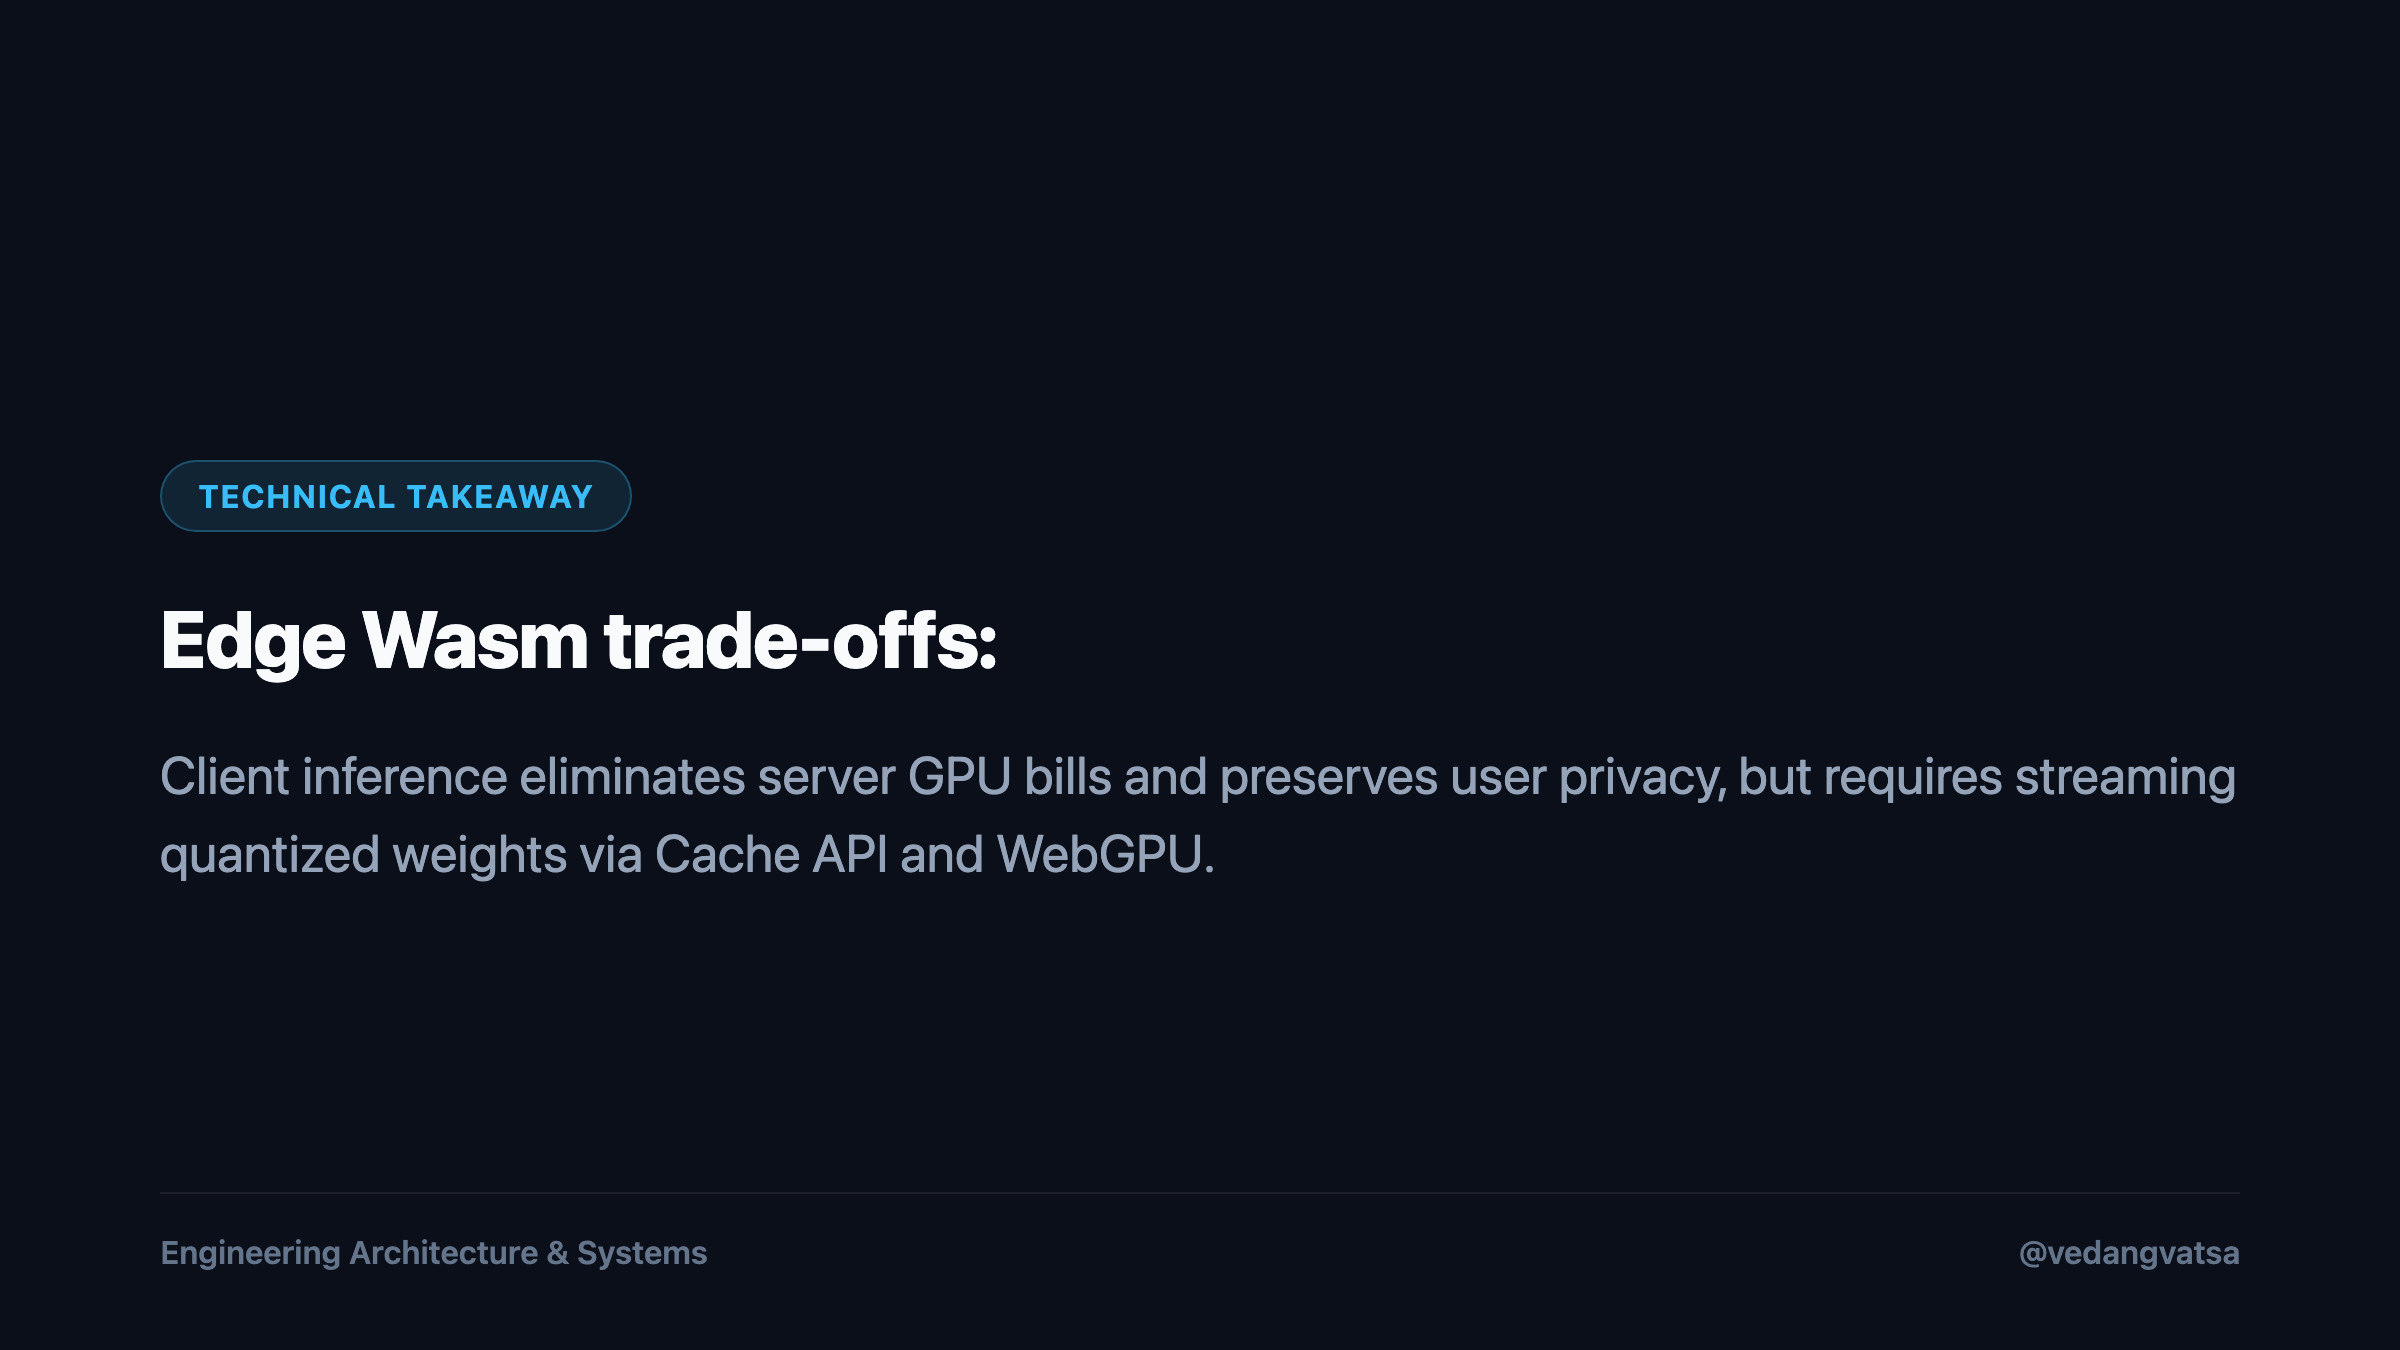 TECHNICAL TAKEAWAY
Edge Wasm trade-offs:
Client inference eliminates server GPU bills and preserves user privacy, but requires streaming
quantized weights via Cache API and WebGPU.
Engineering Architecture & Systems
@vedangvatsa